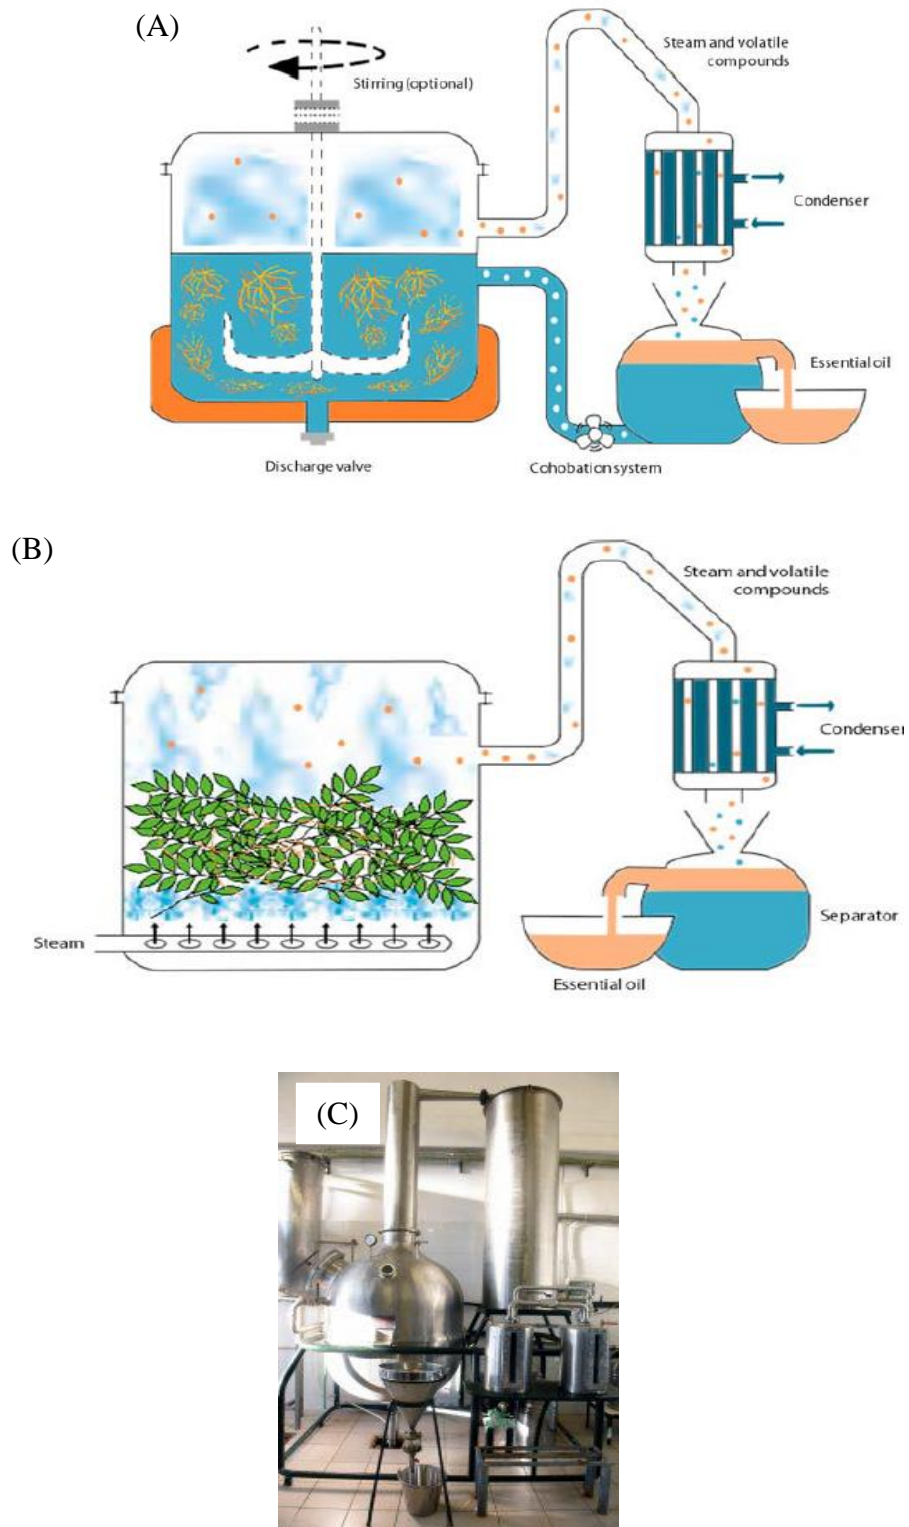 (A)
Steam and volatile
compounds
Stirring (optional)
Condenser
Essential oil
Discharge valve
Cohobation system
(B)
Steam and volatile
compounds
Condenser
Separator
Steam
Essential oil
(C)